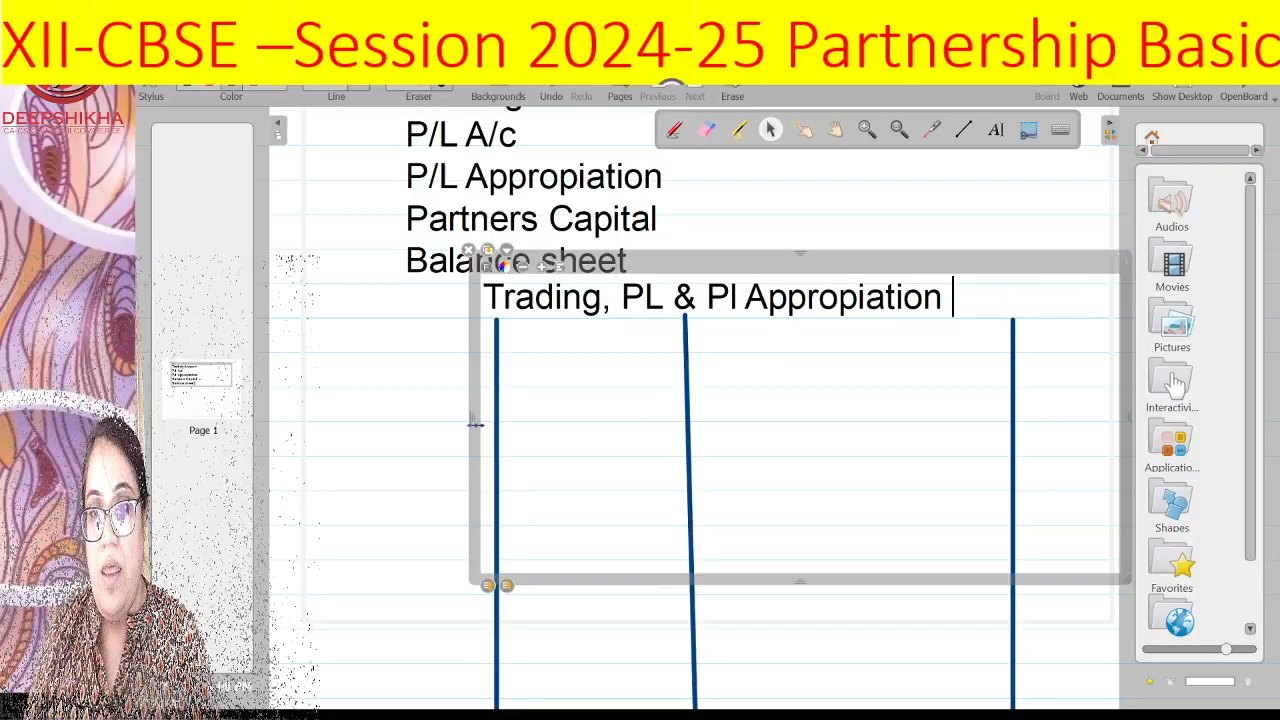 XII-CBSE –Session 2024-25 Partnership Basic
Stylus Color Line Eraser Backgrounds Undo Redo Pages Previous Next Erase Board Web Documents Show Desktop OpenBoard
DEEPSHIKHA
P/L A/c
P/L Appropiation
Partners Capital
Balance sheet
Trading, PL & Pl Appropiation
Page 1
Audios
Movies
Pictures
Interactivi...
Applicatio...
Shapes
Favorites